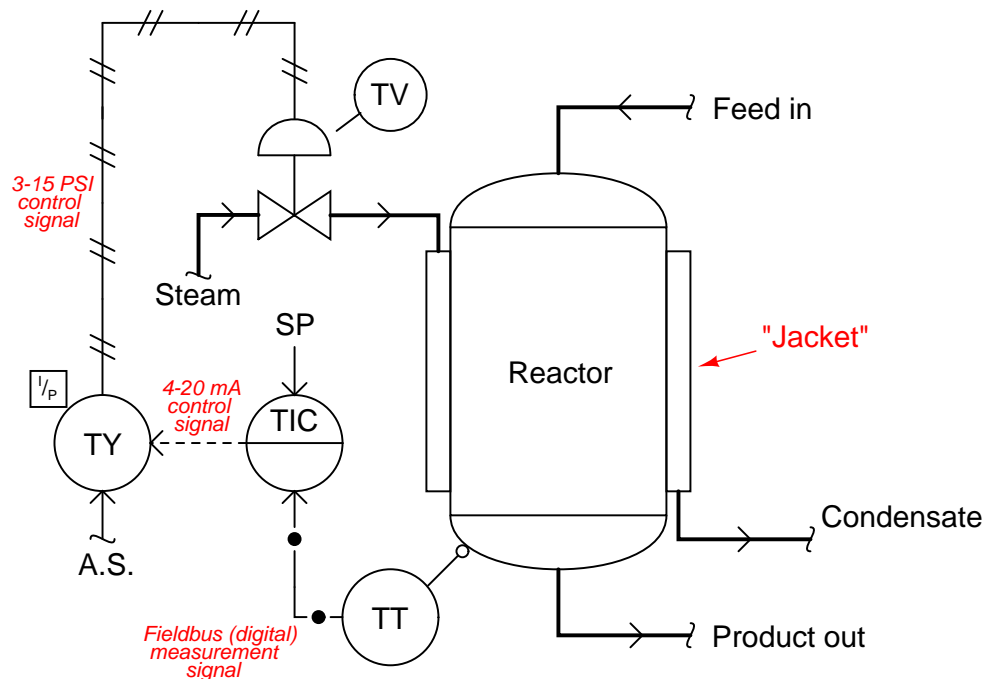 TV
Feed in
3-15 PSI
control
signal
Steam
SP
"Jacket"
Reactor
I/P
4-20 mA
control
signal
TIC
TY
Condensate
A.S.
TT
Fieldbus (digital)
measurement
signal
Product out